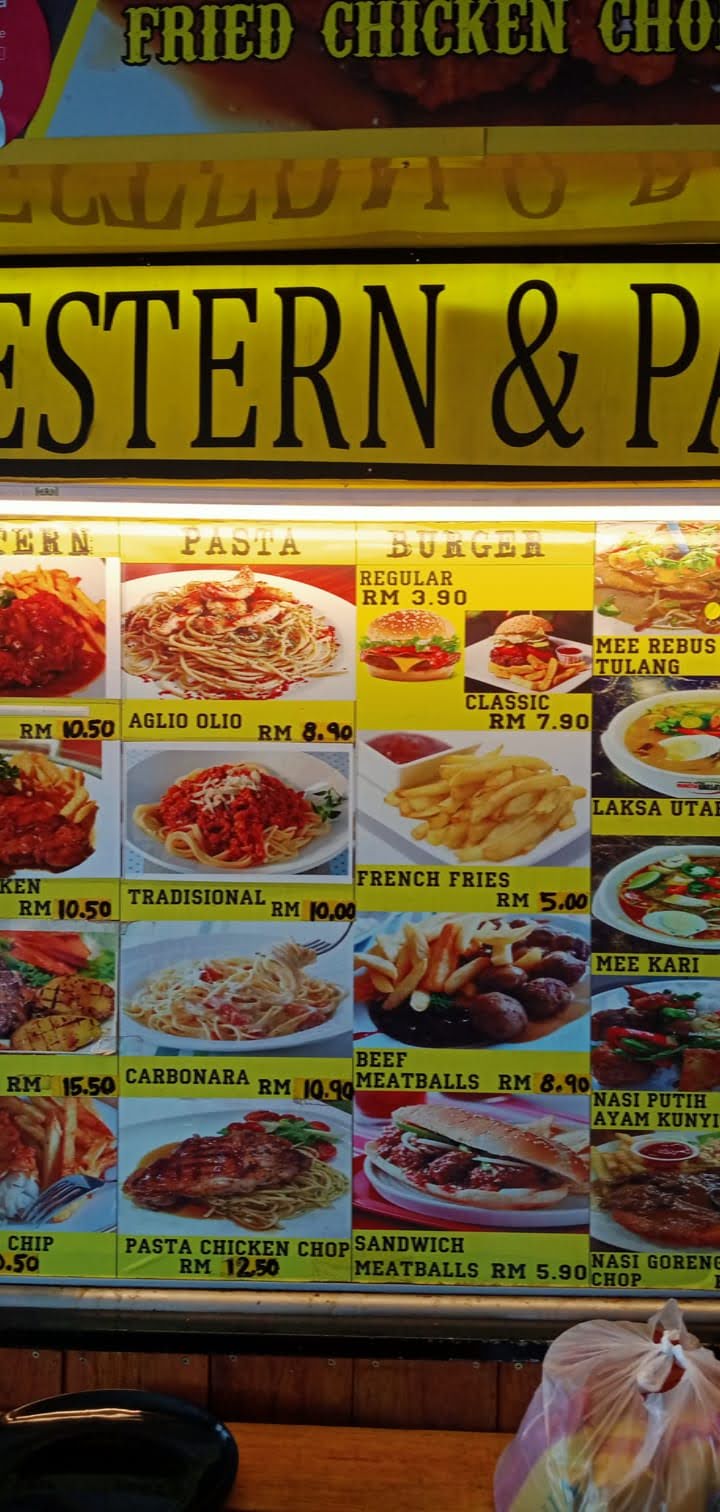 FRIED CHICKEN CHO
ESTERN & PA
TERN
RM 10.50
KEN
RM 10.50
RM 15.50
CHIP
.50
PASTA
AGLIO OLIO RM 8.90
TRADISIONAL RM 10.00
CARBONARA RM 10.90
PASTA CHICKEN CHOP
RM 12.50
BURGER
REGULAR
RM 3.90
CLASSIC
RM 7.90
FRENCH FRIES
RM 5.00
BEEF
MEATBALLS RM 8.90
SANDWICH
MEATBALLS RM 5.90
MEE REBUS
TULANG
LAKSA UTAR
MEE KARI
NASI PUTIH
AYAM KUNYI
NASI GORENG
CHOP